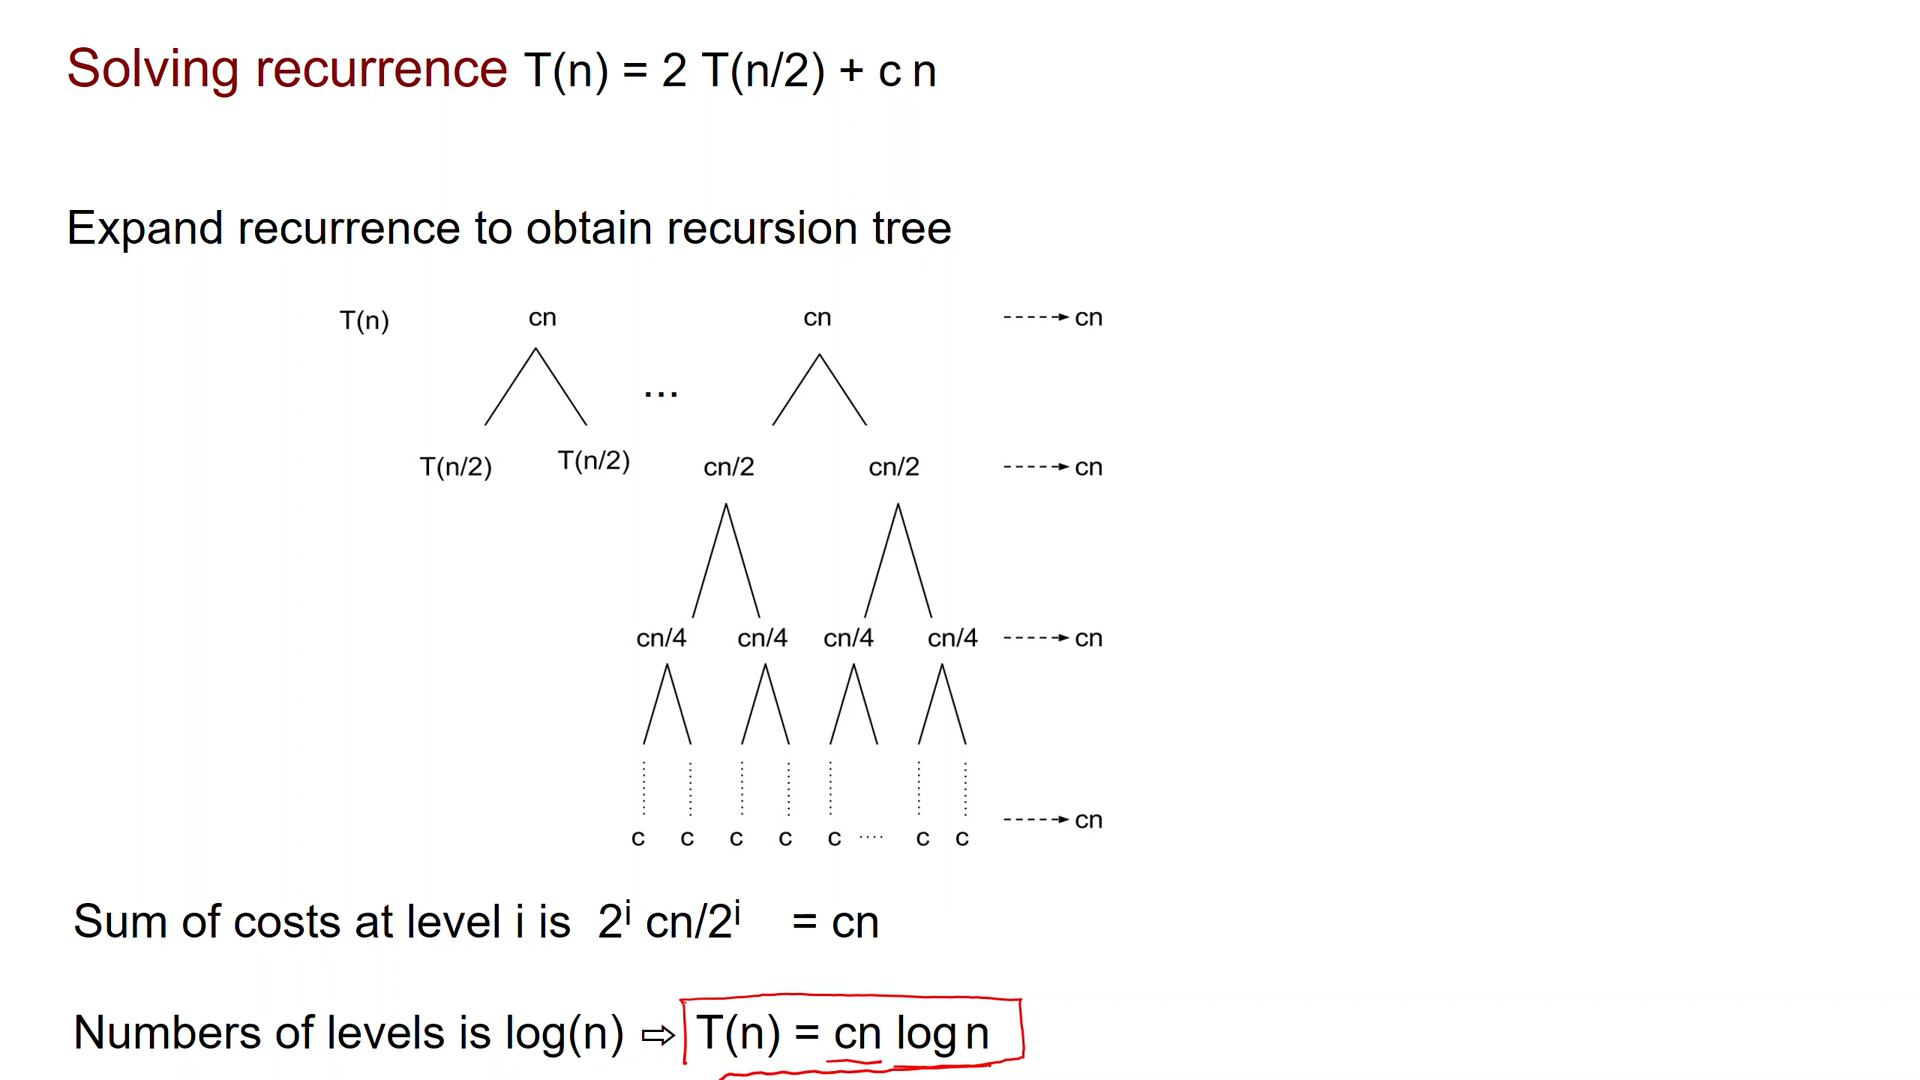 Solving recurrence T(n) = 2 T(n/2) + c n
Expand recurrence to obtain recursion tree
T(n) cn cn cn
...
T(n/2) T(n/2) cn/2 cn/2 cn
cn/4 cn/4 cn/4 cn/4 cn
c c c c c .... c c cn
Sum of costs at level i is 2ⁱ cn/2ⁱ = cn
Numbers of levels is log(n) ⇨ T(n) = cn log n